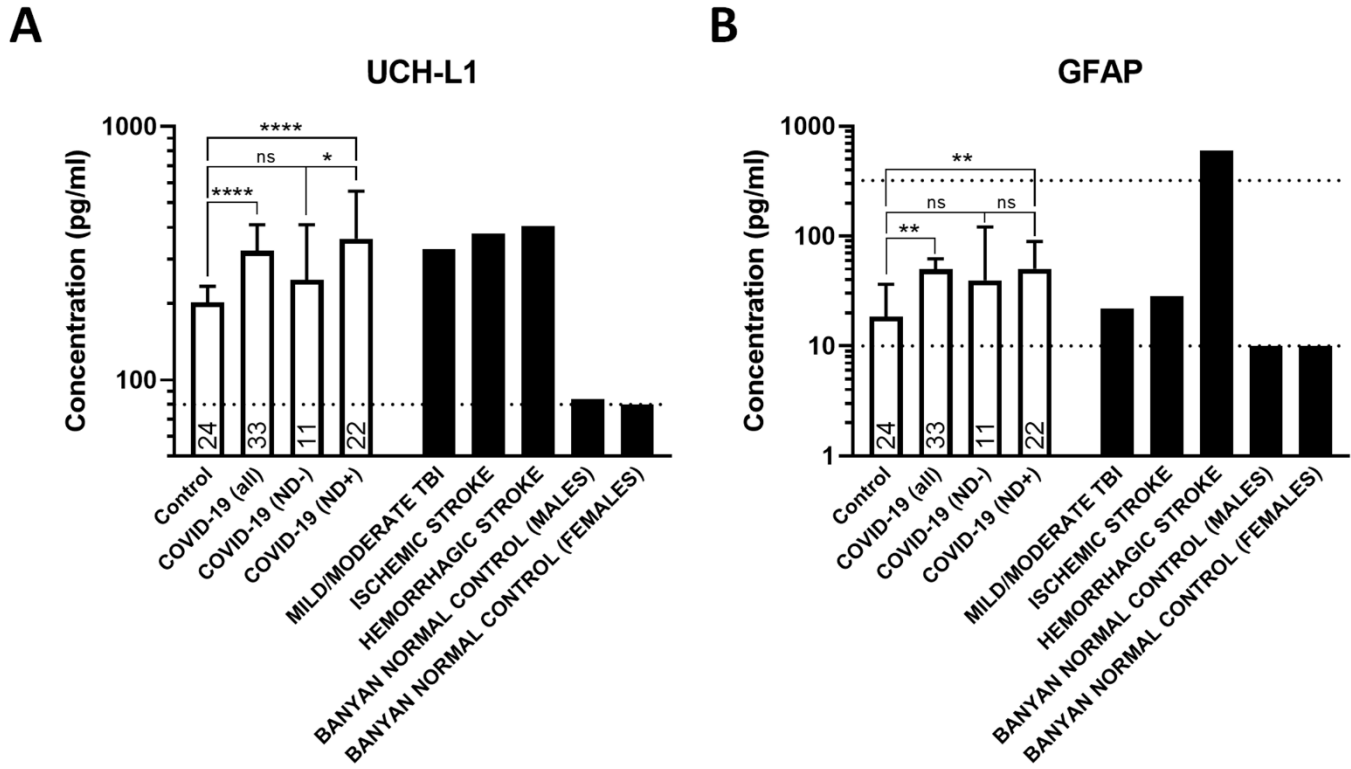 A
B
UCH-L1
GFAP
Concentration (pg/ml)
1000
100
****
ns
*
****
24
33
11
22
Control
COVID-19 (all)
COVID-19 (ND-)
COVID-19 (ND+)
MILD/MODERATE TBI
ISCHEMIC STROKE
HEMORRHAGIC STROKE
BANYAN NORMAL CONTROL (MALES)
BANYAN NORMAL CONTROL (FEMALES)
Concentration (pg/ml)
1000
100
10
1
**
ns
ns
**
24
33
11
22
Control
COVID-19 (all)
COVID-19 (ND-)
COVID-19 (ND+)
MILD/MODERATE TBI
ISCHEMIC STROKE
HEMORRHAGIC STROKE
BANYAN NORMAL CONTROL (MALES)
BANYAN NORMAL CONTROL (FEMALES)